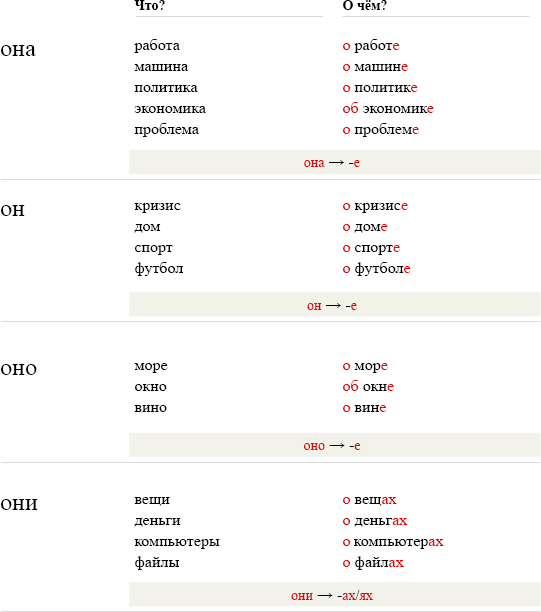 Что? О чём?
она
работа о работе
машина о машине
политика о политике
экономика об экономике
проблема о проблеме
она → -е
он
кризис о кризисе
дом о доме
спорт о спорте
футбол о футболе
он → -е
оно
море о море
окно об окне
вино о вине
оно → -е
они
вещи о вещах
деньги о деньгах
компьютеры о компьютерах
файлы о файлах
они → -ах/ях